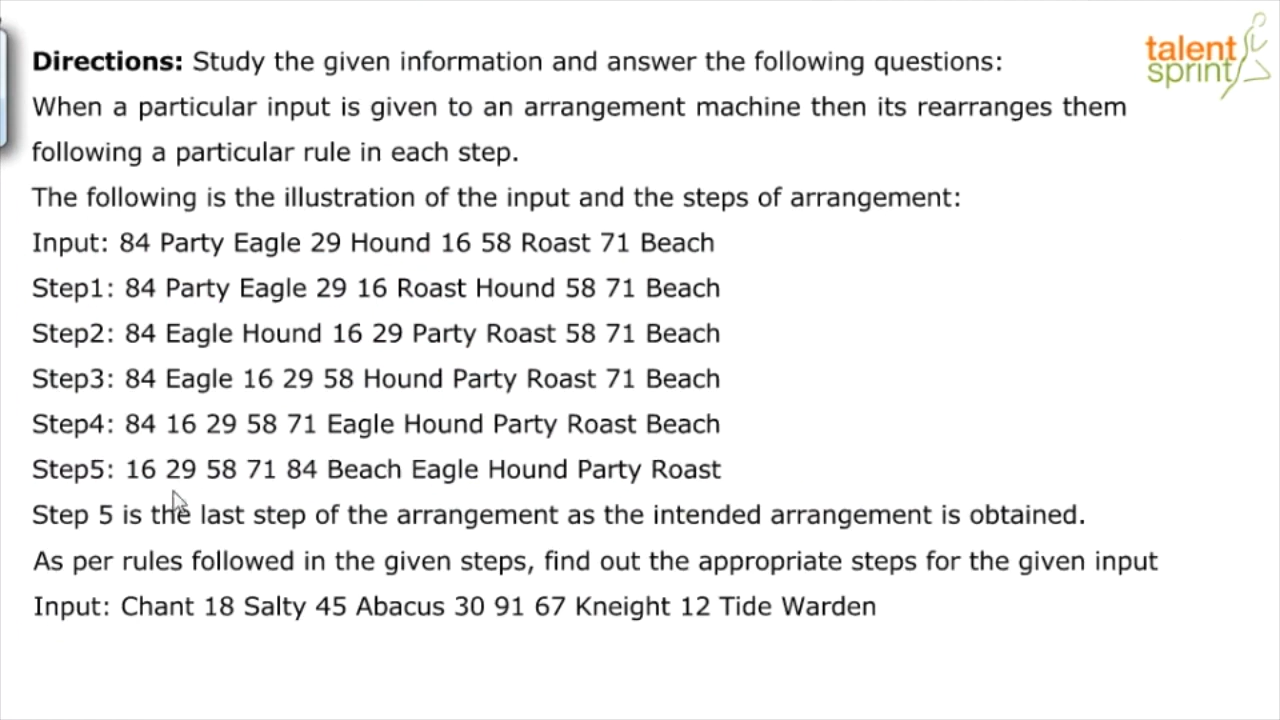 talent
sprint
Directions: Study the given information and answer the following questions:
When a particular input is given to an arrangement machine then its rearranges them
following a particular rule in each step.
The following is the illustration of the input and the steps of arrangement:
Input: 84 Party Eagle 29 Hound 16 58 Roast 71 Beach
Step1: 84 Party Eagle 29 16 Roast Hound 58 71 Beach
Step2: 84 Eagle Hound 16 29 Party Roast 58 71 Beach
Step3: 84 Eagle 16 29 58 Hound Party Roast 71 Beach
Step4: 84 16 29 58 71 Eagle Hound Party Roast Beach
Step5: 16 29 58 71 84 Beach Eagle Hound Party Roast
Step 5 is the last step of the arrangement as the intended arrangement is obtained.
As per rules followed in the given steps, find out the appropriate steps for the given input
Input: Chant 18 Salty 45 Abacus 30 91 67 Kneight 12 Tide Warden